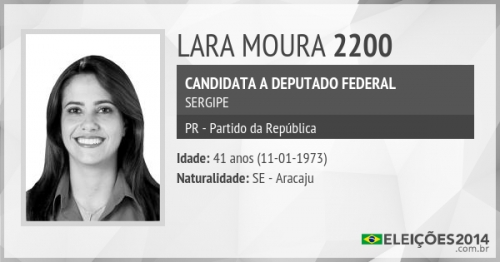 LARA MOURA 2200
CANDIDATA A DEPUTADO FEDERAL
SERGIPE
PR - Partido da República
Idade: 41 anos (11-01-1973)
Naturalidade: SE - Aracaju
ELEIÇÕES2014
.com.br